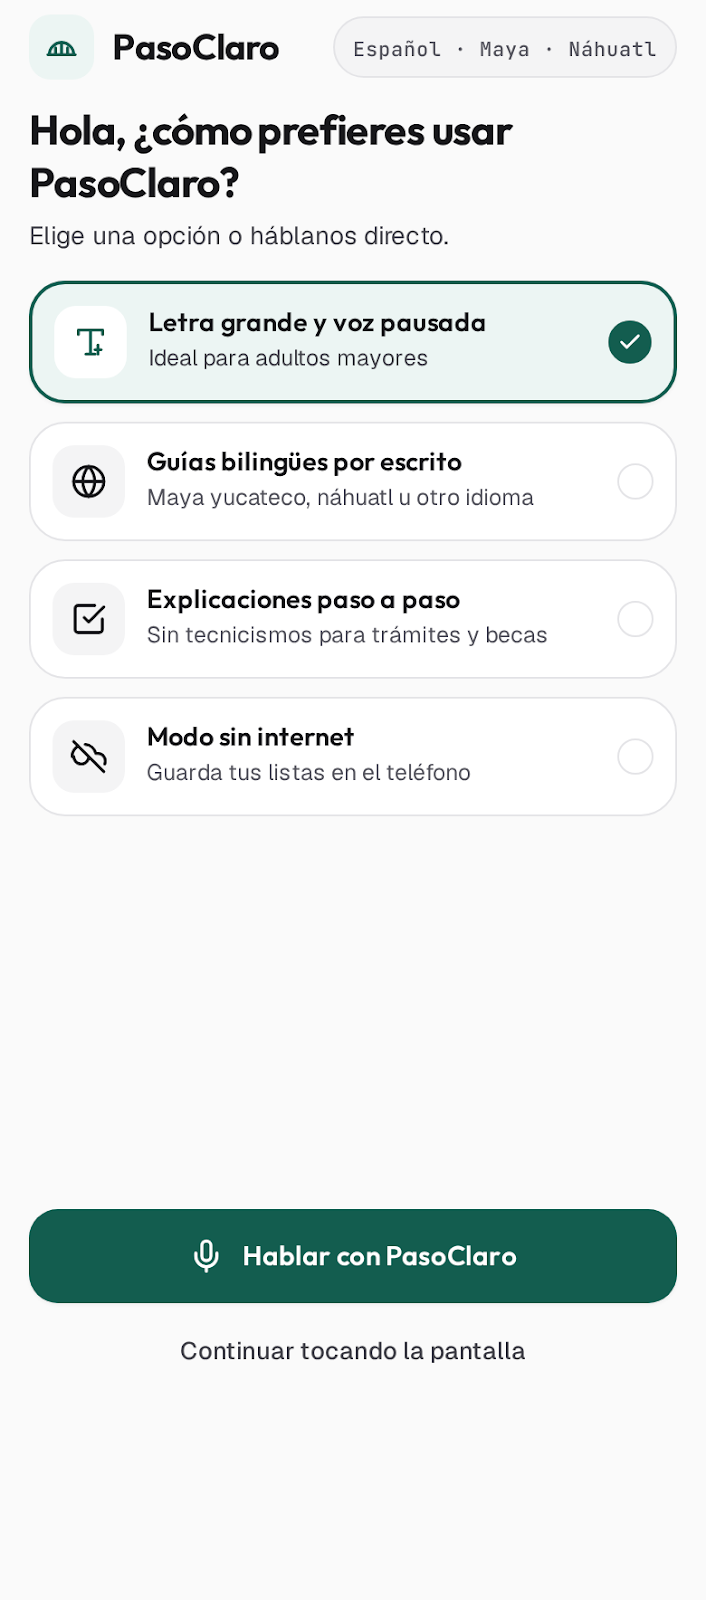 PasoClaro
Español · Maya · Náhuatl
Hola, ¿cómo prefieres usar
PasoClaro?
Elige una opción o háblanos directo.
Letra grande y voz pausada
Ideal para adultos mayores
Guías bilingües por escrito
Maya yucateco, náhuatl u otro idioma
Explicaciones paso a paso
Sin tecnicismos para trámites y becas
Modo sin internet
Guarda tus listas en el teléfono
Hablar con PasoClaro
Continuar tocando la pantalla